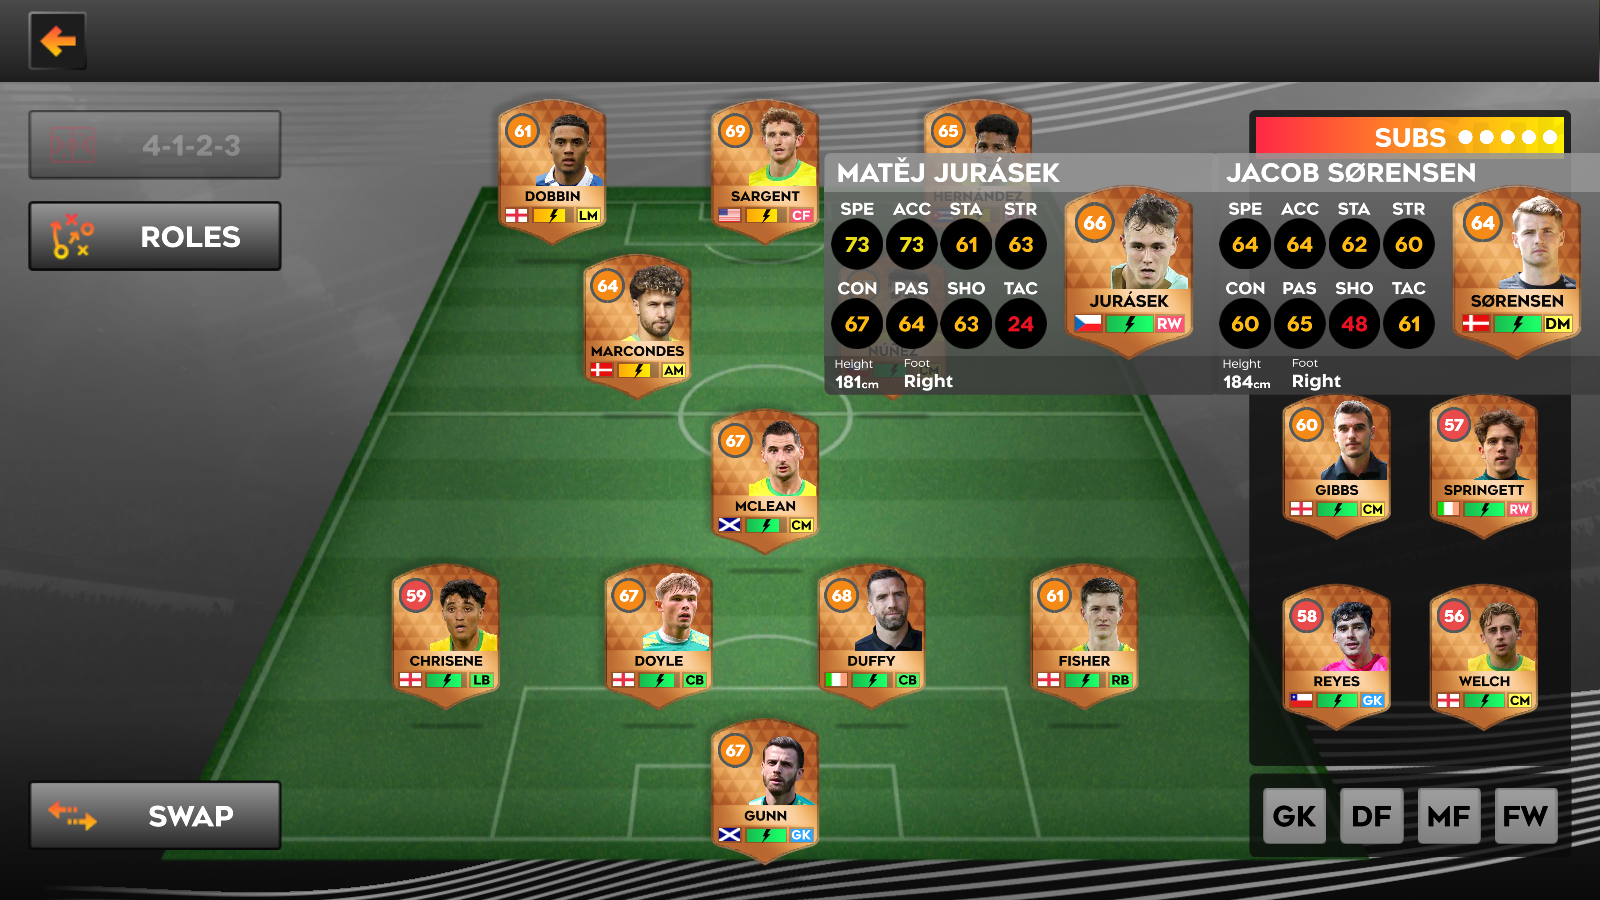 4-1-2-3
ROLES
SWAP
61
DOBBIN
LM
69
SARGENT
CF
65
HERNÁNDEZ
64
MARCONDES
AM
NÚÑEZ
67
MCLEAN
CM
59
CHRISENE
LB
67
DOYLE
CB
68
DUFFY
CB
61
FISHER
RB
67
GUNN
GK
MATĚJ JURÁSEK
SPE ACC STA STR
73 73 61 63
CON PAS SHO TAC
67 64 63 24
Height Foot
181cm Right
66
JURÁSEK
RW
SUBS
JACOB SØRENSEN
SPE ACC STA STR
64 64 62 60
CON PAS SHO TAC
60 65 48 61
Height Foot
184cm Right
64
SØRENSEN
DM
60
GIBBS
CM
57
SPRINGETT
RW
58
REYES
GK
56
WELCH
CM
GK DF MF FW